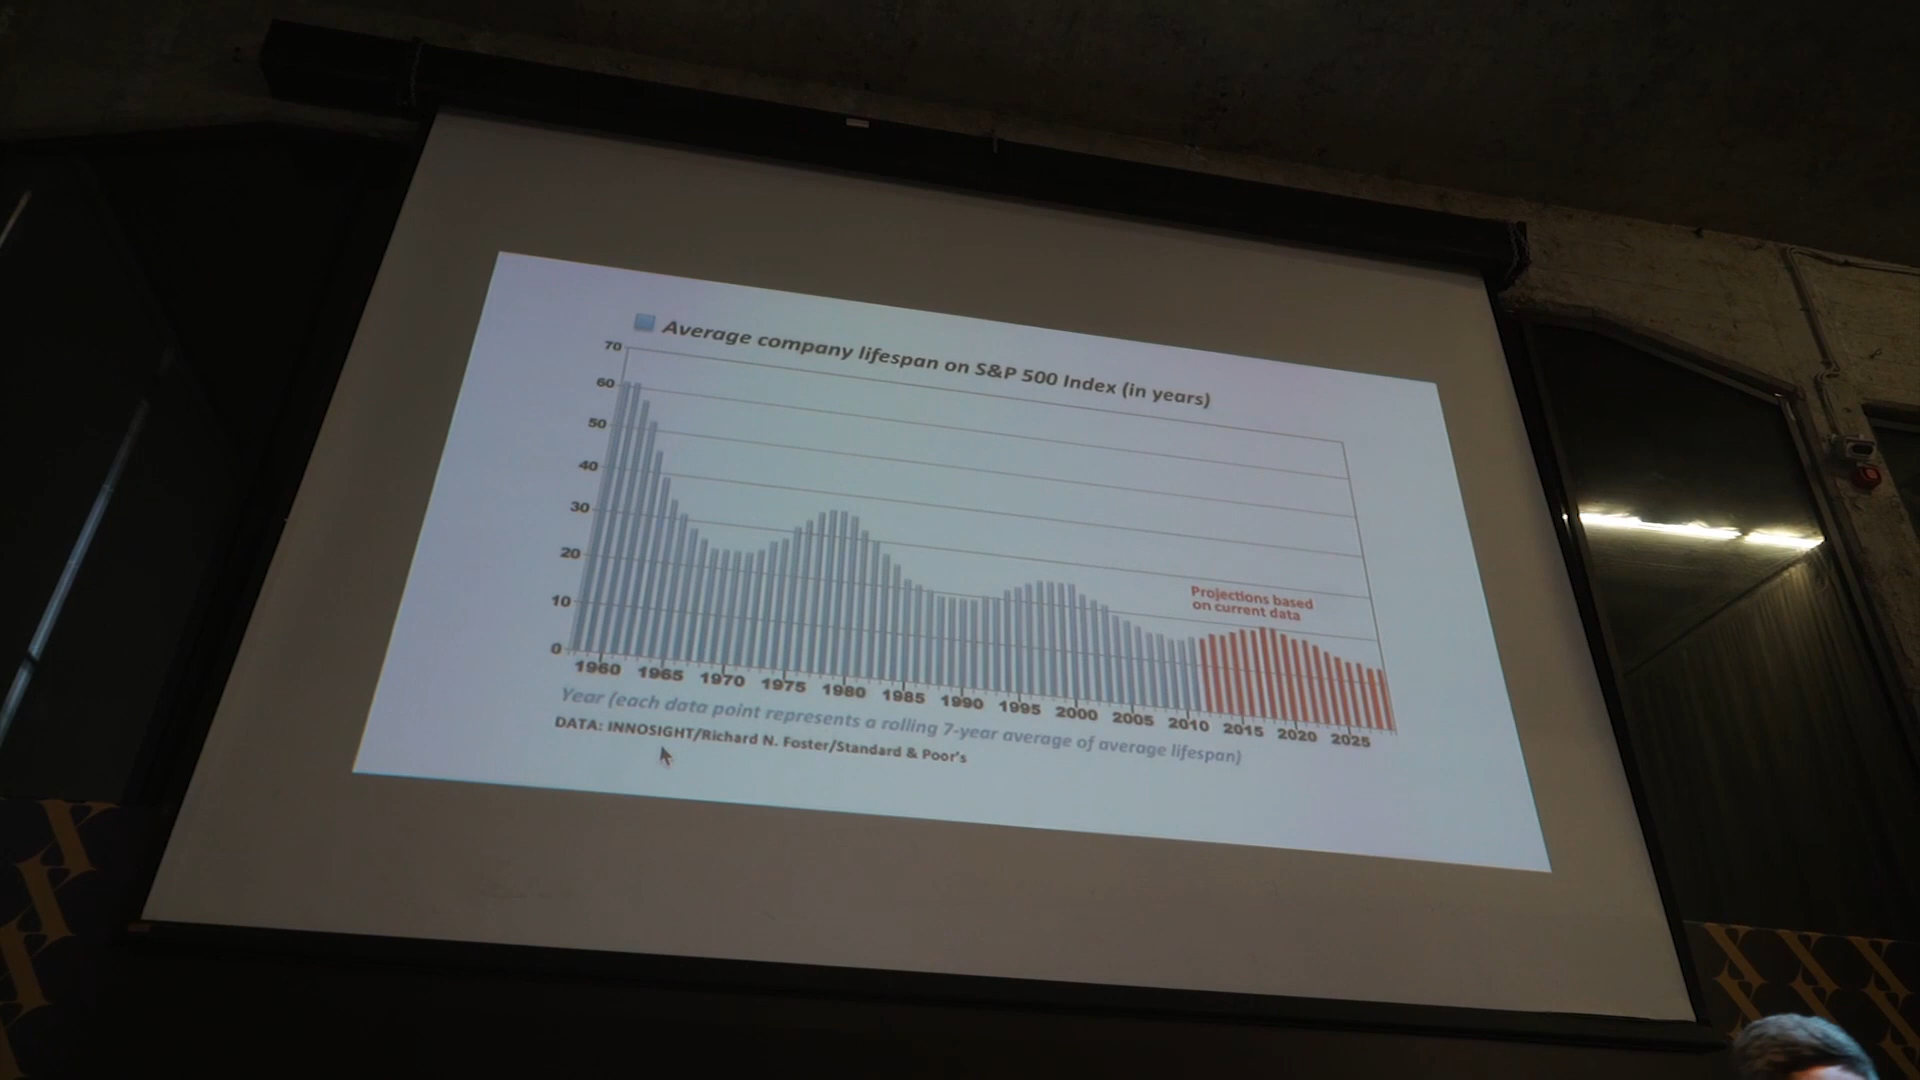 Average company lifespan on S&P 500 Index (in years)
70
60
50
40
30
20
10
0
Projections based
on current data
1960 1965 1970 1975 1980 1985 1990 1995 2000 2005 2010 2015 2020 2025
Year (each data point represents a rolling 7-year average of average lifespan)
DATA: INNOSIGHT/Richard N. Foster/Standard & Poor's